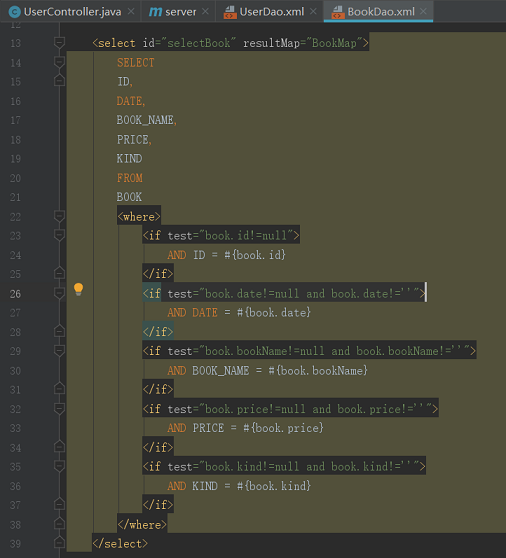 UserController.java × m server × UserDao.xml × BookDao.xml ×
12
13 <select id="selectBook" resultMap="BookMap">
14 SELECT
15 ID,
16 DATE,
17 BOOK_NAME,
18 PRICE,
19 KIND
20 FROM
21 BOOK
22 <where>
23 <if test="book.id!=null">
24 AND ID = #{book.id}
25 </if>
26 <if test="book.date!=null and book.date!=''">
27 AND DATE = #{book.date}
28 </if>
29 <if test="book.bookName!=null and book.bookName!=''">
30 AND BOOK_NAME = #{book.bookName}
31 </if>
32 <if test="book.price!=null and book.price!=''">
33 AND PRICE = #{book.price}
34 </if>
35 <if test="book.kind!=null and book.kind!=''">
36 AND KIND = #{book.kind}
37 </if>
38 </where>
39 </select>